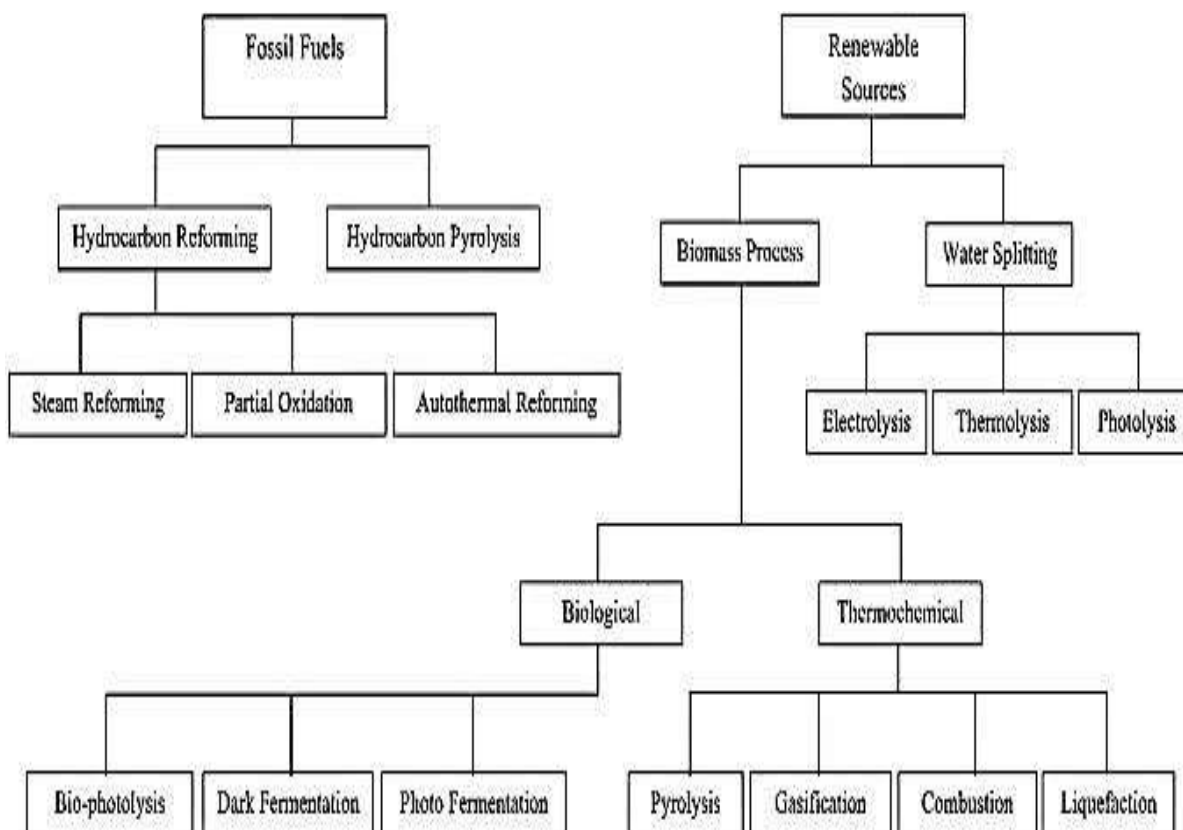 Fossil Fuels
Renewable
Sources
Hydrocarbon Reforming
Hydrocarbon Pyrolysis
Biomass Process
Water Splitting
Steam Reforming
Partial Oxidation
Autothermal Reforming
Electrolysis
Thermolysis
Photolysis
Biological
Thermochemical
Bio-photolysis
Dark Fermentation
Photo Fermentation
Pyrolysis
Gasification
Combustion
Liquefaction